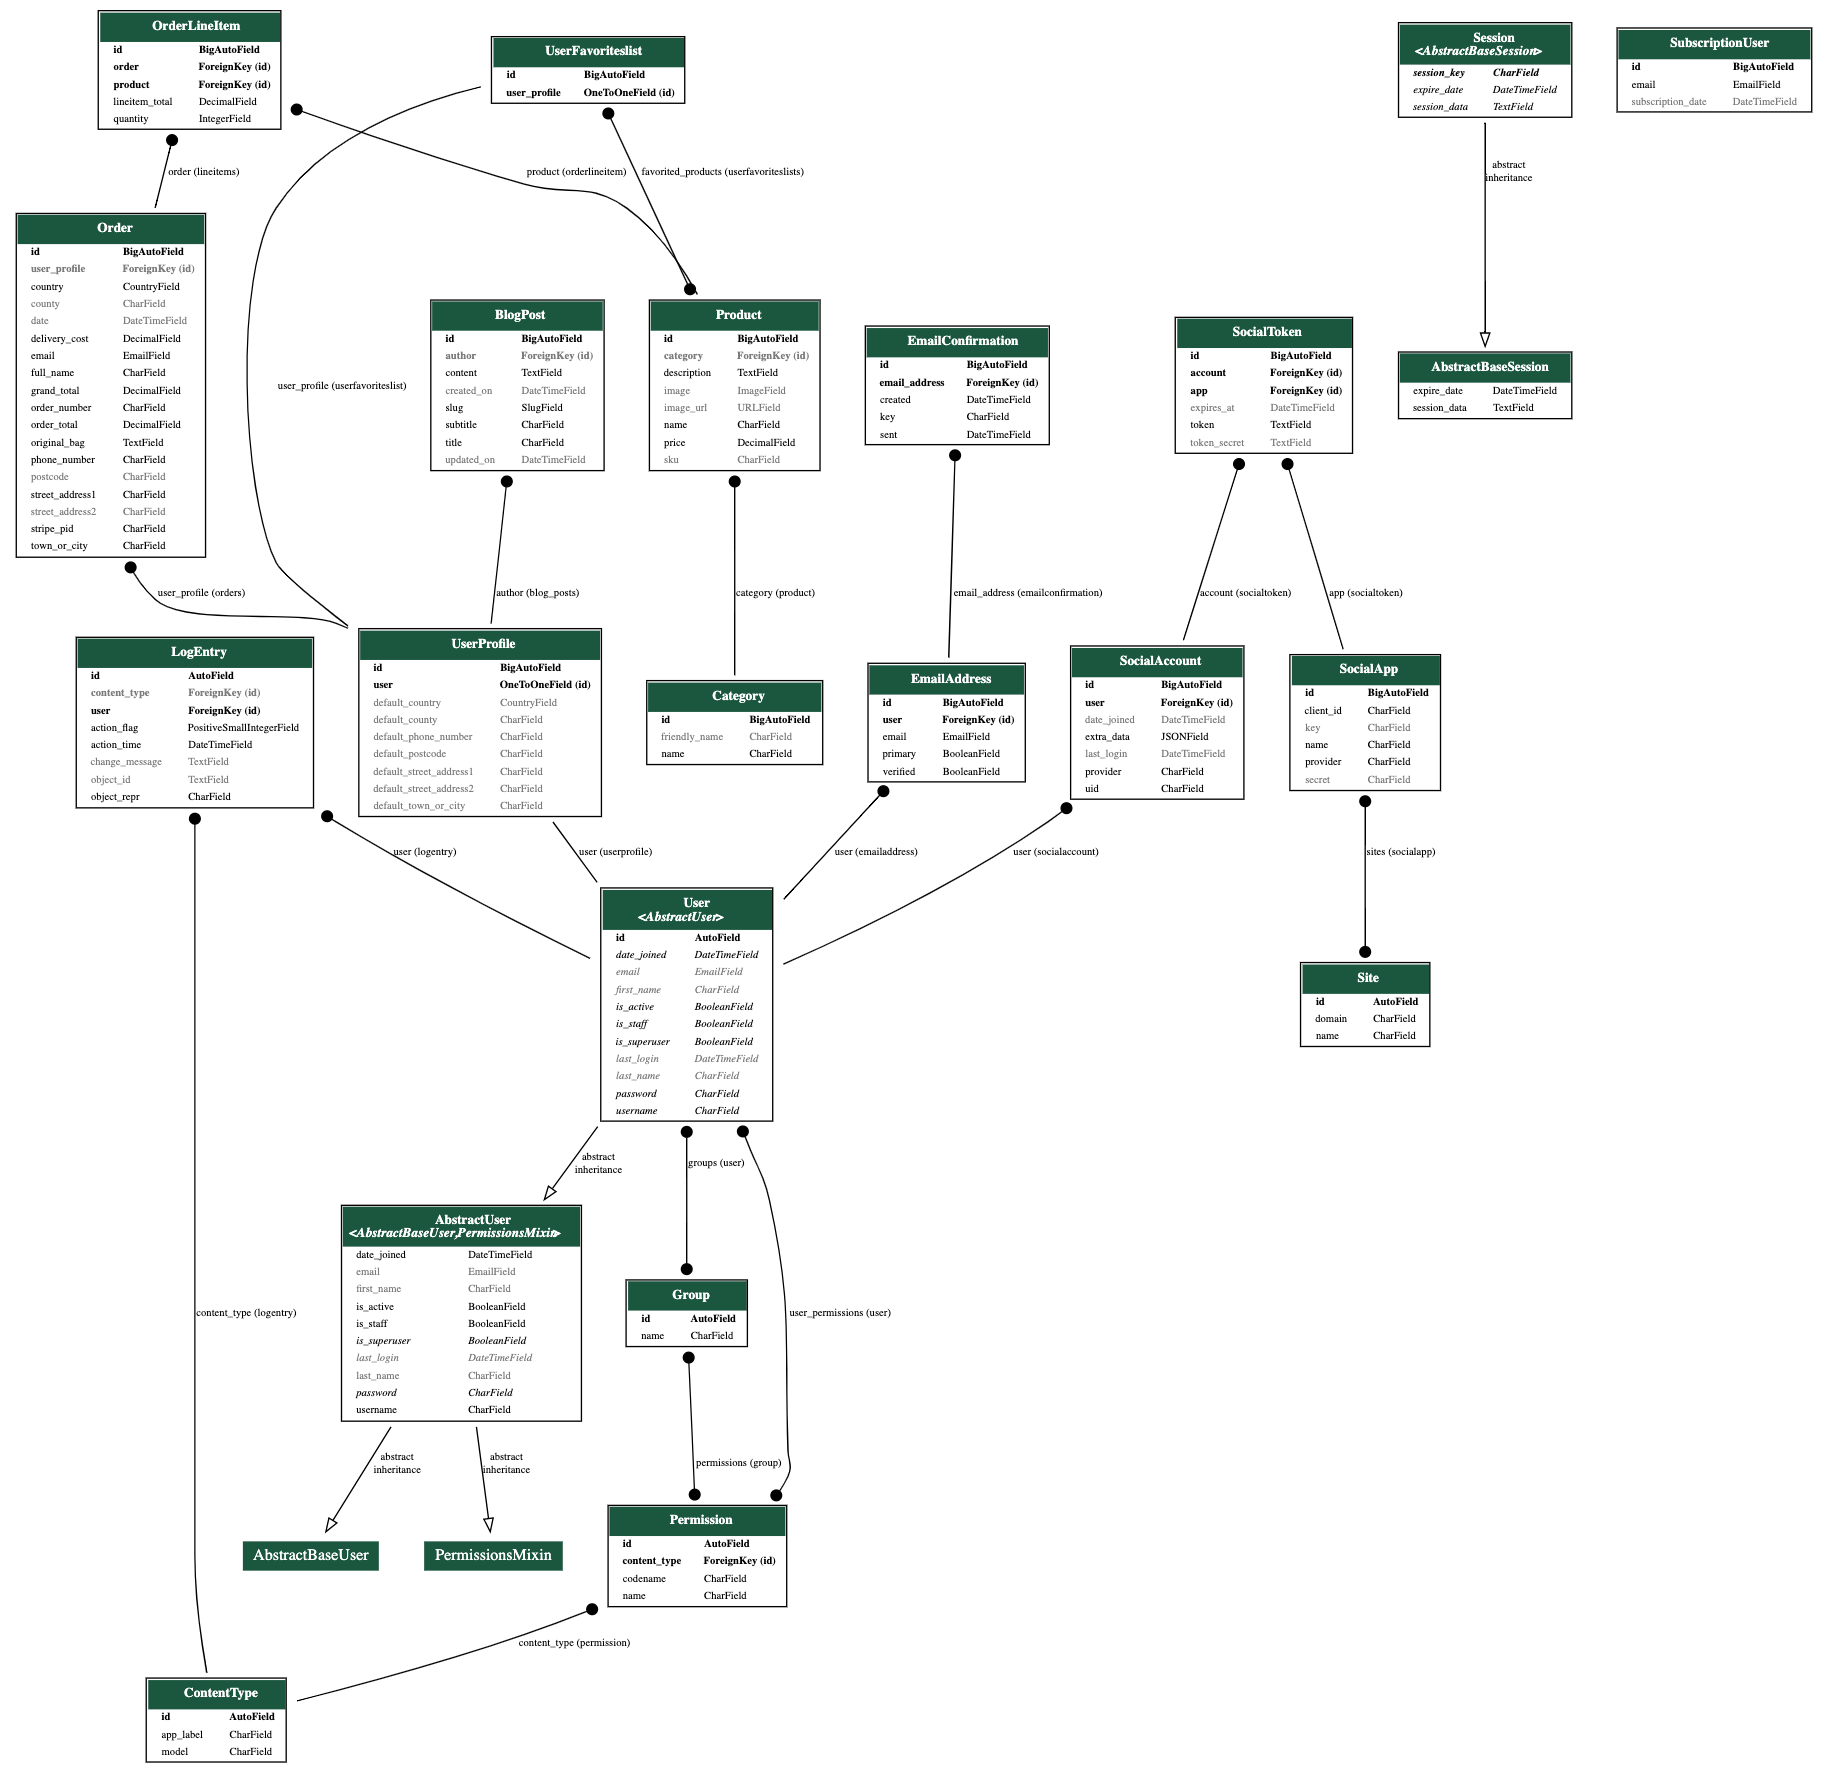 OrderLineItem
id BigAutoField
order ForeignKey (id)
product ForeignKey (id)
lineitem_total DecimalField
quantity IntegerField
UserFavoriteslist
id BigAutoField
user_profile OneToOneField (id)
Session
<AbstractBaseSession>
session_key CharField
expire_date DateTimeField
session_data TextField
SubscriptionUser
id BigAutoField
email EmailField
subscription_date DateTimeField
order (lineitems)
product (orderlineitem)
favorited_products (userfavoriteslists)
abstract
inheritance
Order
id BigAutoField
user_profile ForeignKey (id)
country CountryField
county CharField
date DateTimeField
delivery_cost DecimalField
email EmailField
full_name CharField
grand_total DecimalField
order_number CharField
order_total DecimalField
original_bag TextField
phone_number CharField
postcode CharField
street_address1 CharField
street_address2 CharField
stripe_pid CharField
town_or_city CharField
user_profile (userfavoriteslist)
BlogPost
id BigAutoField
author ForeignKey (id)
content TextField
created_on DateTimeField
slug SlugField
subtitle CharField
title CharField
updated_on DateTimeField
Product
id BigAutoField
category ForeignKey (id)
description TextField
image ImageField
image_url URLField
name CharField
price DecimalField
sku CharField
EmailConfirmation
id BigAutoField
email_address ForeignKey (id)
created DateTimeField
key CharField
sent DateTimeField
SocialToken
id BigAutoField
account ForeignKey (id)
app ForeignKey (id)
expires_at DateTimeField
token TextField
token_secret TextField
AbstractBaseSession
expire_date DateTimeField
session_data TextField
user_profile (orders)
author (blog_posts)
category (product)
email_address (emailconfirmation)
account (socialtoken)
app (socialtoken)
LogEntry
id AutoField
content_type ForeignKey (id)
user ForeignKey (id)
action_flag PositiveSmallIntegerField
action_time DateTimeField
change_message TextField
object_id TextField
object_repr CharField
UserProfile
id BigAutoField
user OneToOneField (id)
default_country CountryField
default_county CharField
default_phone_number CharField
default_postcode CharField
default_street_address1 CharField
default_street_address2 CharField
default_town_or_city CharField
Category
id BigAutoField
friendly_name CharField
name CharField
EmailAddress
id BigAutoField
user ForeignKey (id)
email EmailField
primary BooleanField
verified BooleanField
SocialAccount
id BigAutoField
user ForeignKey (id)
date_joined DateTimeField
extra_data JSONField
last_login DateTimeField
provider CharField
uid CharField
SocialApp
id BigAutoField
client_id CharField
key CharField
name CharField
provider CharField
secret CharField
user (logentry)
user (userprofile)
user (emailaddress)
user (socialaccount)
sites (socialapp)
User
<AbstractUser>
id AutoField
date_joined DateTimeField
email EmailField
first_name CharField
is_active BooleanField
is_staff BooleanField
is_superuser BooleanField
last_login DateTimeField
last_name CharField
password CharField
username CharField
Site
id AutoField
domain CharField
name CharField
abstract
inheritance
groups (user)
AbstractUser
<AbstractBaseUser,PermissionsMixin>
date_joined DateTimeField
email EmailField
first_name CharField
is_active BooleanField
is_staff BooleanField
is_superuser BooleanField
last_login DateTimeField
last_name CharField
password CharField
username CharField
content_type (logentry)
Group
id AutoField
name CharField
user_permissions (user)
abstract
inheritance
abstract
inheritance
permissions (group)
AbstractBaseUser
PermissionsMixin
Permission
id AutoField
content_type ForeignKey (id)
codename CharField
name CharField
content_type (permission)
ContentType
id AutoField
app_label CharField
model CharField